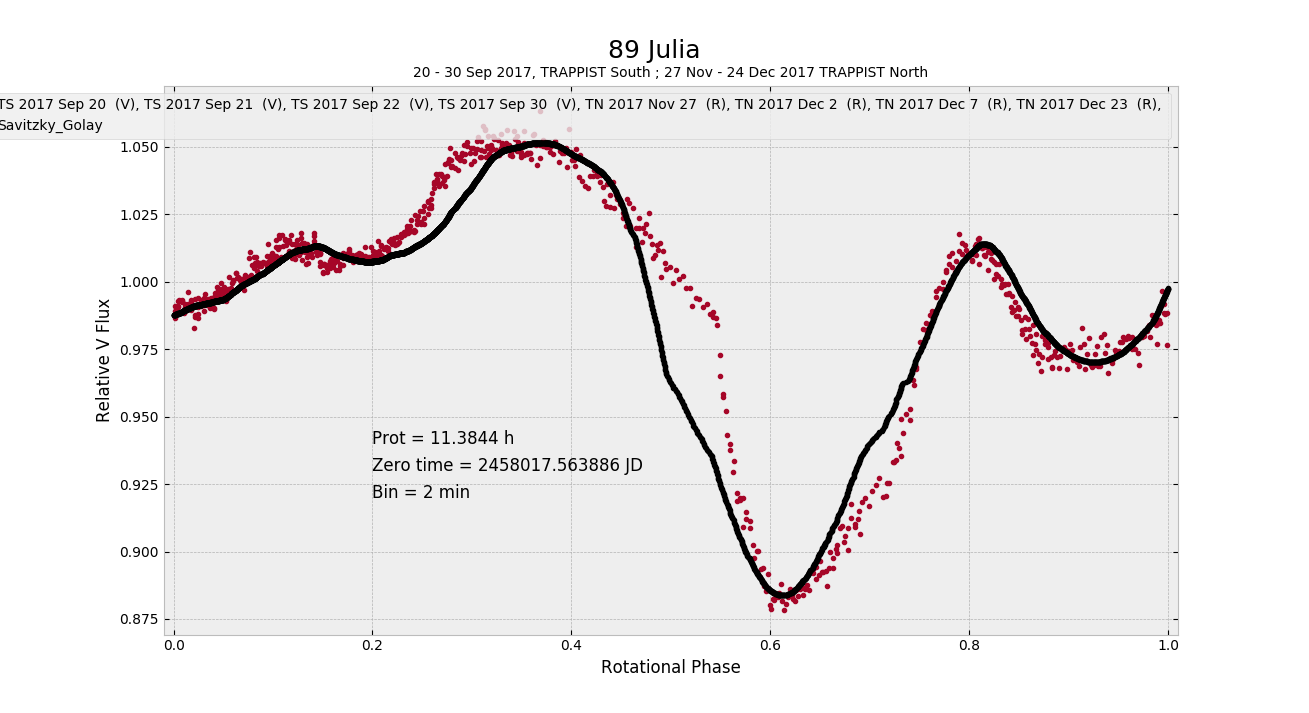 89 Julia
20 - 30 Sep 2017, TRAPPIST South ; 27 Nov - 24 Dec 2017 TRAPPIST North
TS 2017 Sep 20 (V), TS 2017 Sep 21 (V), TS 2017 Sep 22 (V), TS 2017 Sep 30 (V), TN 2017 Nov 27 (R), TN 2017 Dec 2 (R), TN 2017 Dec 7 (R), TN 2017 Dec 23 (R),
Savitzky_Golay
1.050
1.025
1.000
0.975
0.950
0.925
0.900
0.875
Relative V Flux
Prot = 11.3844 h
Zero time = 2458017.563886 JD
Bin = 2 min
0.0 0.2 0.4 0.6 0.8 1.0
Rotational Phase